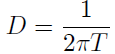 D = \frac{1}{2\pi T}